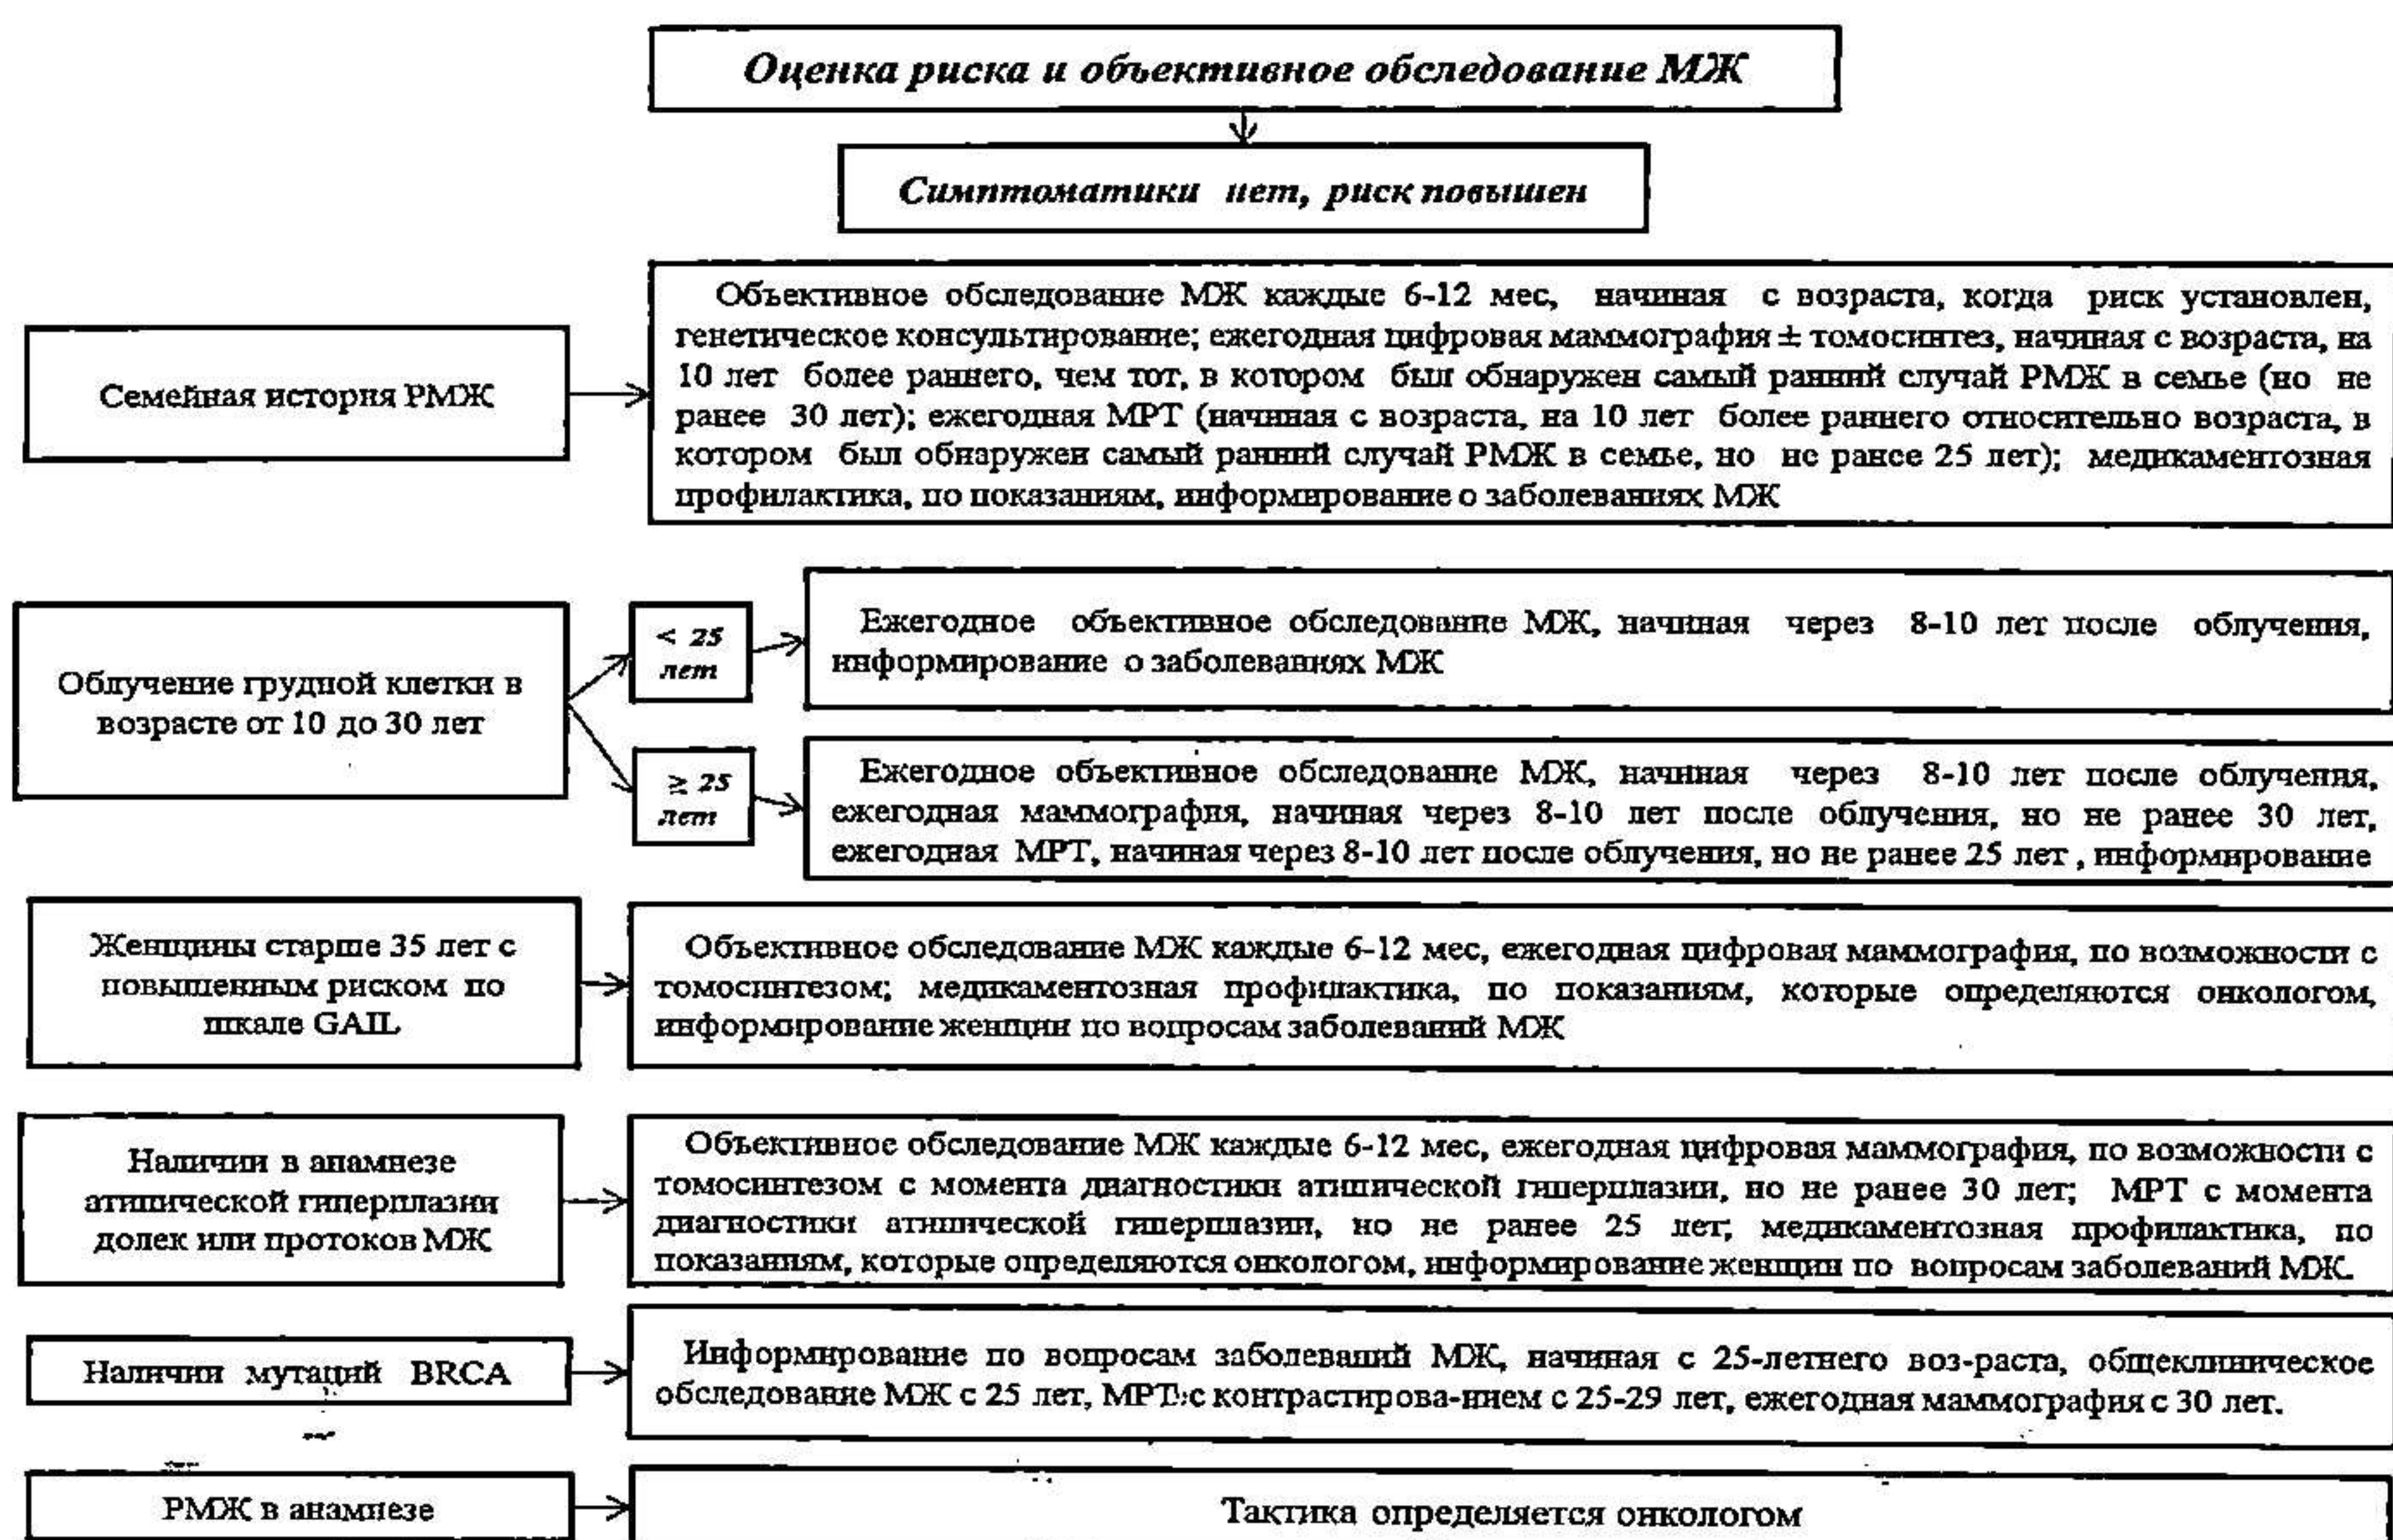 Оценка риска и объективное обследование МЖ
Симптоматики нет, риск повышен
Семейная история РМЖ
Объективное обследование МЖ каждые 6-12 мес, начиная с возраста, когда риск установлен,
генетическое консультирование; ежегодная цифровая маммография ± томосинтез, начиная с возраста, на
10 лет более раннего, чем тот, в котором был обнаружен самый ранний случай РМЖ в семье (но не
ранее 30 лет); ежегодная МРТ (начиная с возраста, на 10 лет более раннего относительно возраста, в
котором был обнаружен самый ранний случай РМЖ в семье, но не ранее 25 лет); медикаментозная
профилактика, по показаниям, информирование о заболеваниях МЖ
Облучение грудной клетки в
возрасте от 10 до 30 лет
< 25
лет
Ежегодное объективное обследование МЖ, начиная через 8-10 лет после облучения,
информирование о заболеваниях МЖ
≥ 25
лет
Ежегодное объективное обследование МЖ, начиная через 8-10 лет после облучения,
ежегодная маммография, начиная через 8-10 лет после облучения, но не ранее 30 лет,
ежегодная МРТ, начиная через 8-10 лет после облучения, но не ранее 25 лет , информирование
Женщины старше 35 лет с
повышенным риском по
шкале GAIL
Объективное обследование МЖ каждые 6-12 мес, ежегодная цифровая маммография, по возможности с
томосинтезом; медикаментозная профилактика, по показаниям, которые определяются онкологом,
информирование женщин по вопросам заболеваний МЖ
Наличии в анамнезе
атипической гиперплазии
долек или протоков МЖ
Объективное обследование МЖ каждые 6-12 мес, ежегодная цифровая маммография, по возможности с
томосинтезом с момента диагностики атипической гиперплазии, но не ранее 30 лет; МРТ с момента
диагностики атипической гиперплазии, но не ранее 25 лет; медикаментозная профилактика, по
показаниям, которые определяются онкологом, информирование женщин по вопросам заболеваний МЖ.
Наличии мутаций BRCA
Информирование по вопросам заболеваний МЖ, начиная с 25-летнего воз-раста, общеклиническое
обследование МЖ с 25 лет, МРТ с контрастирова-нием с 25-29 лет, ежегодная маммография с 30 лет.
РМЖ в анамнезе
Тактика определяется онкологом